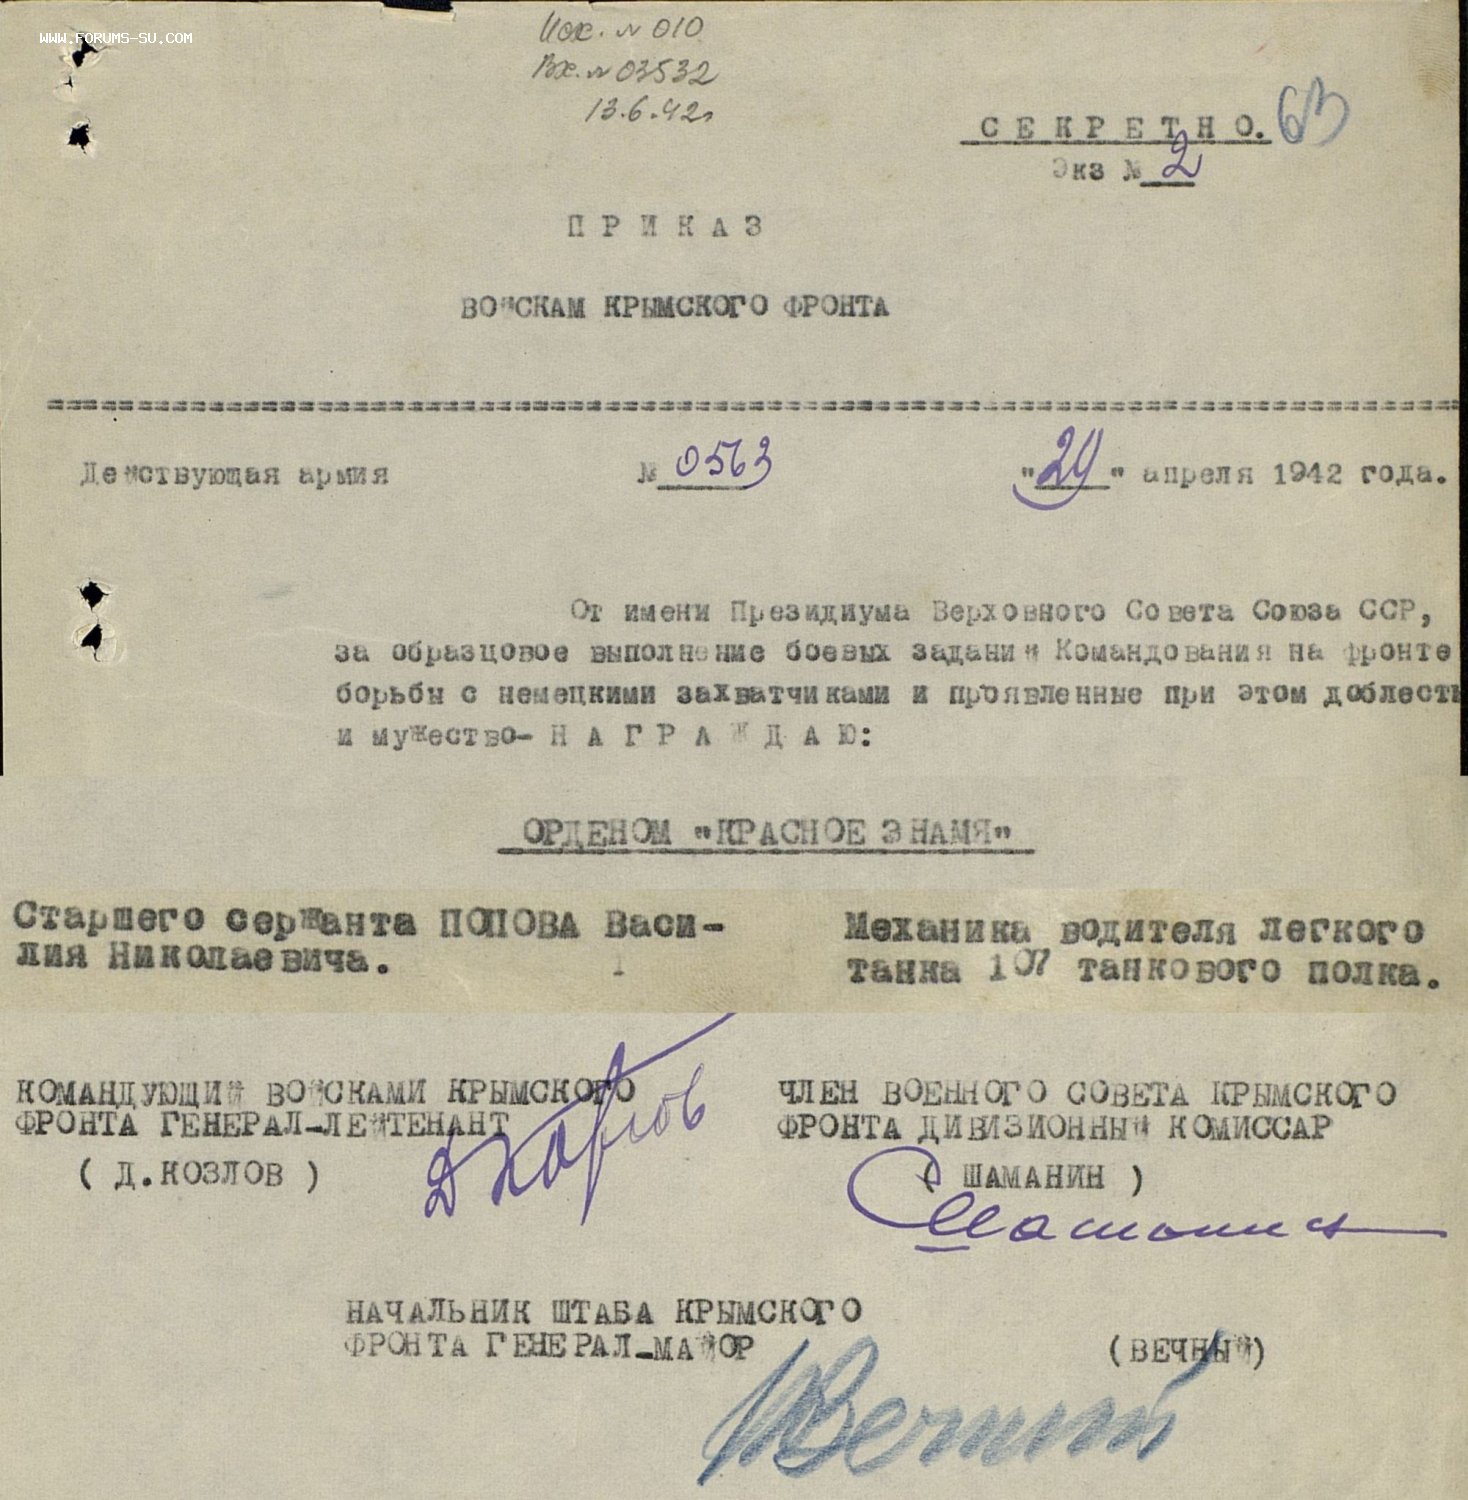 WWW.FORUMS-SU.COM
Исх. № 010
Вх. № 03532
13.6.42г
СЕКРЕТНО. 63
Экз № 2
ПРИКАЗ
ВОЙСКАМ КРЫМСКОГО ФРОНТА
Действующая армия № 0563 "29" апреля 1942 года.
От имени Президиума Верховного Совета Союза ССР,
за образцовое выполнение боевых заданий Командования на фронте
борьбы с немецкими захватчиками и проявленные при этом доблесть
и мужество- НАГРАЖДАЮ:
ОРДЕНОМ "КРАСНОЕ ЗНАМЯ"
Старшего сержанта ПОПОВА Васи- Механика водителя легкого
лия Николаевича. танка 107 танкового полка.
КОМАНДУЮЩИЙ ВОЙСКАМИ КРЫМСКОГО ЧЛЕН ВОЕННОГО СОВЕТА КРЫМСКОГО
ФРОНТА ГЕНЕРАЛ-ЛЕЙТЕНАНТ ФРОНТА ДИВИЗИОННЫЙ КОМИССАР
( Д.КОЗЛОВ ) ( ШАМАНИН )
Д Козлов Шаманин
НАЧАЛЬНИК ШТАБА КРЫМСКОГО
ФРОНТА ГЕНЕРАЛ-МАЙОР (ВЕЧНЫЙ)
Вечный